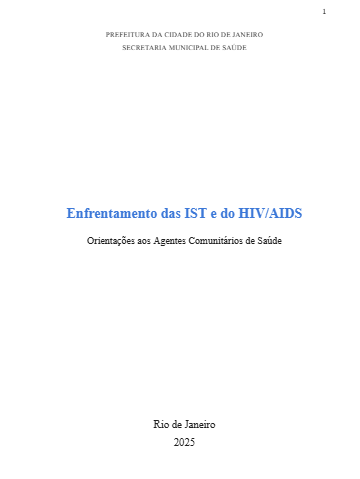 1
PREFEITURA DA CIDADE DO RIO DE JANEIRO
SECRETARIA MUNICIPAL DE SAÚDE
Enfrentamento das IST e do HIV/AIDS
Orientações aos Agentes Comunitários de Saúde
Rio de Janeiro
2025